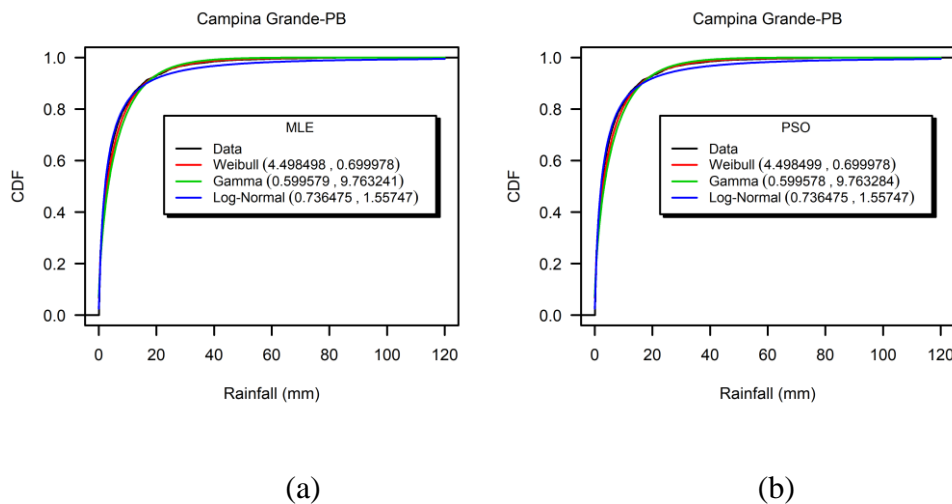 Campina Grande-PB
1.0
0.8
0.6
0.4
0.2
0.0
CDF
MLE
Data
Weibull (4.498498 , 0.699978)
Gamma (0.599579 , 9.763241)
Log-Normal (0.736475 , 1.55747)
0 20 40 60 80 100 120
Rainfall (mm)
(a)
Campina Grande-PB
1.0
0.8
0.6
0.4
0.2
0.0
CDF
PSO
Data
Weibull (4.498499 , 0.699978)
Gamma (0.599578 , 9.763284)
Log-Normal (0.736475 , 1.55747)
0 20 40 60 80 100 120
Rainfall (mm)
(b)